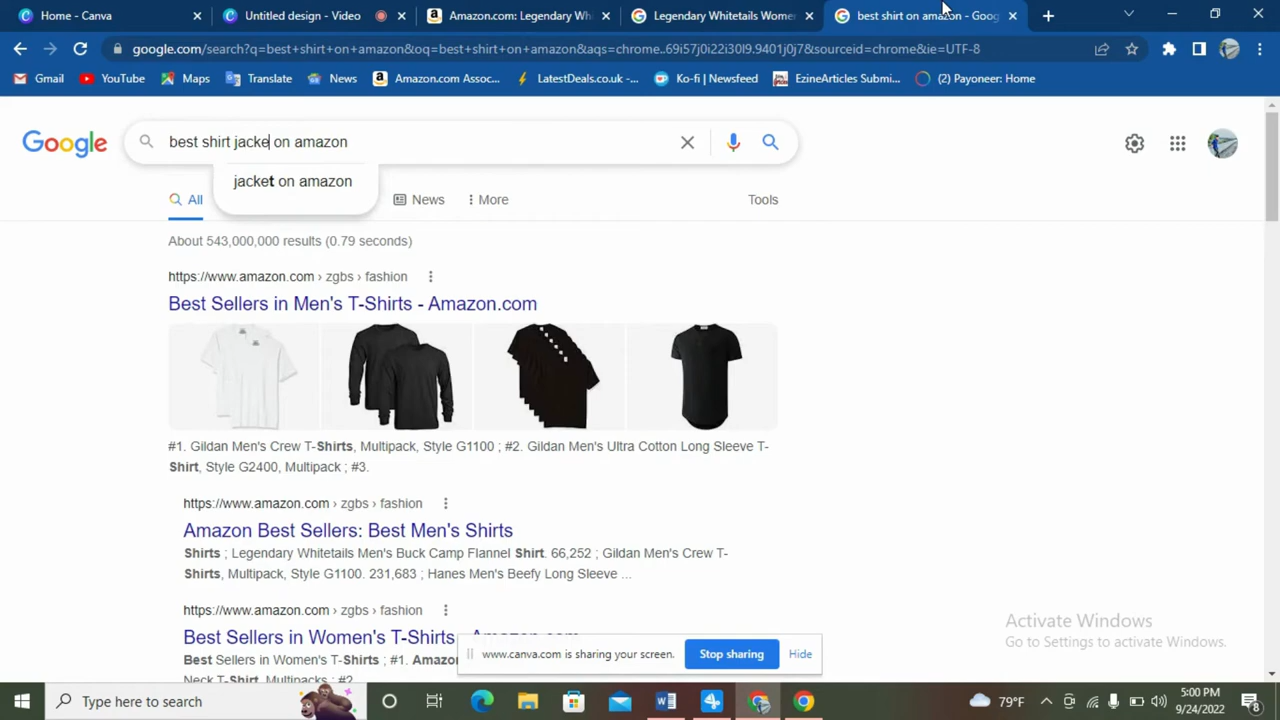 Home - Canva
Untitled design - Video
Amazon.com: Legendary Whi
Legendary Whitetails Wome
best shirt on amazon - Goog
google.com/search?q=best+shirt+on+amazon&oq=best+shirt+on+amazon&aqs=chrome..69i57j0i22i30l9.9401j0j7&sourceid=chrome&ie=UTF-8
Gmail
YouTube
Maps
Translate
News
Amazon.com Assoc...
LatestDeals.co.uk -...
Ko-fi | Newsfeed
EzineArticles Submi...
(2) Payoneer: Home
Google
best shirt jacke on amazon
jacket on amazon
All
News
More
Tools
About 543,000,000 results (0.79 seconds)
https://www.amazon.com › zgbs › fashion
Best Sellers in Men's T-Shirts - Amazon.com
#1. Gildan Men's Crew T-Shirts, Multipack, Style G1100 ; #2. Gildan Men's Ultra Cotton Long Sleeve T-
Shirt, Style G2400, Multipack ; #3.
https://www.amazon.com › zgbs › fashion
Amazon Best Sellers: Best Men's Shirts
Shirts ; Legendary Whitetails Men's Buck Camp Flannel Shirt. 66,252 ; Gildan Men's Crew T-
Shirts, Multipack, Style G1100. 231,683 ; Hanes Men's Beefy Long Sleeve ...
https://www.amazon.com › zgbs › fashion
Best Sellers in Women's T-Shirts - Amazon.com
Best Sellers in Women's T-Shirts ; #1. Amazo
Neck T-Shirt, Multipacks ; #2
www.canva.com is sharing your screen.
Stop sharing
Hide
Activate Windows
Go to Settings to activate Windows.
Type here to search
79°F
5:00 PM
9/24/2022
8